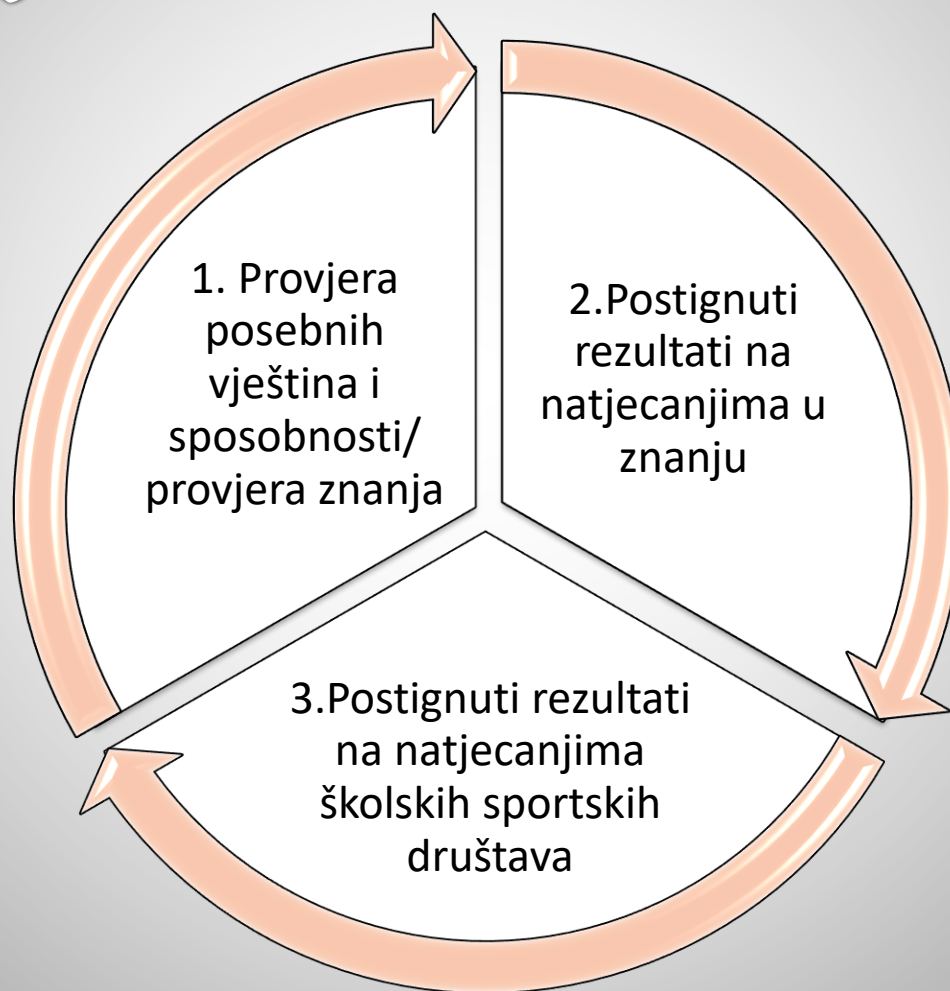 1. Provjera
posebnih
vještina i
sposobnosti/
provjera znanja
2.Postignuti
rezultati na
natjecanjima u
znanju
3.Postignuti rezultati
na natjecanjima
školskih sportskih
društava